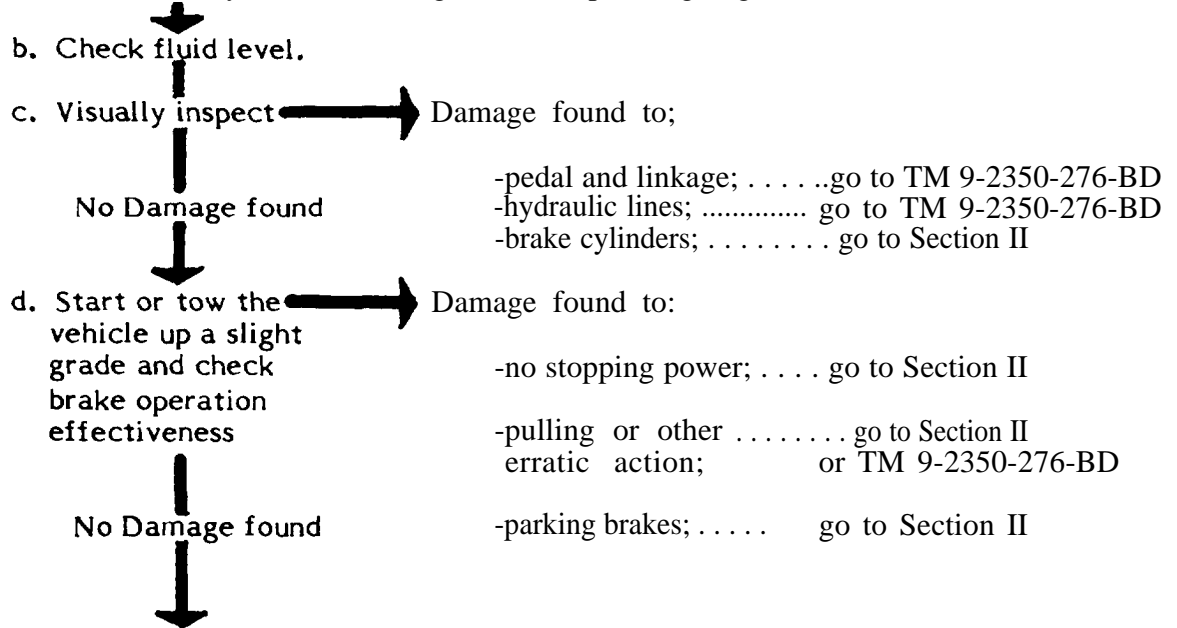 b. Check fluid level.
c. Visually inspect Damage found to;
-pedal and linkage; . . . . ..go to TM 9-2350-276-BD
No Damage found -hydraulic lines; .............. go to TM 9-2350-276-BD
-brake cylinders; . . . . . . . . go to Section II
d. Start or tow the Damage found to:
vehicle up a slight
grade and check -no stopping power; . . . . go to Section II
brake operation
effectiveness -pulling or other . . . . . . . . go to Section II
erratic action; or TM 9-2350-276-BD
No Damage found -parking brakes; . . . . . go to Section II